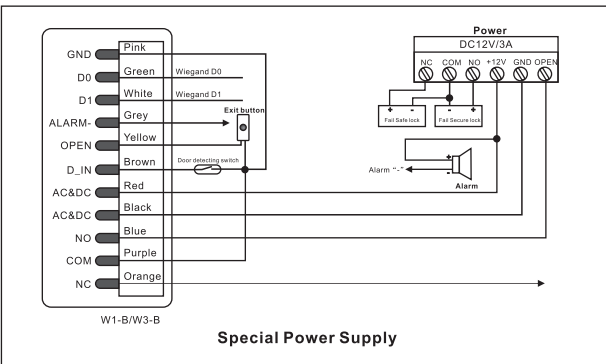 Power
DC12V/3A
NC COM NO +12V GND OPEN
GND Pink
D0 Green Wiegand D0
D1 White Wiegand D1
ALARM- Grey Exit button
OPEN Yellow
D_IN Brown Door detecting switch
AC&DC Red
AC&DC Black
NO Blue
COM Purple
NC Orange
+ - - +
Fail Safe lock Fail Secure lock
+
Alarm "-" -
Alarm
W1-B/W3-B
Special Power Supply